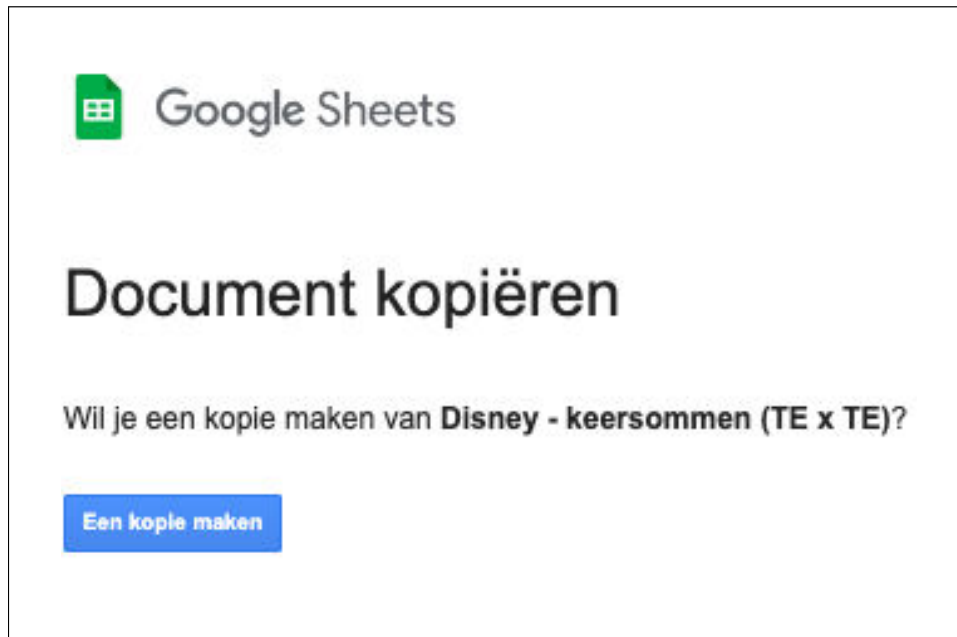 Google Sheets
Document kopiëren
Wil je een kopie maken van Disney - keersommen (TE x TE)?
Een kopie maken